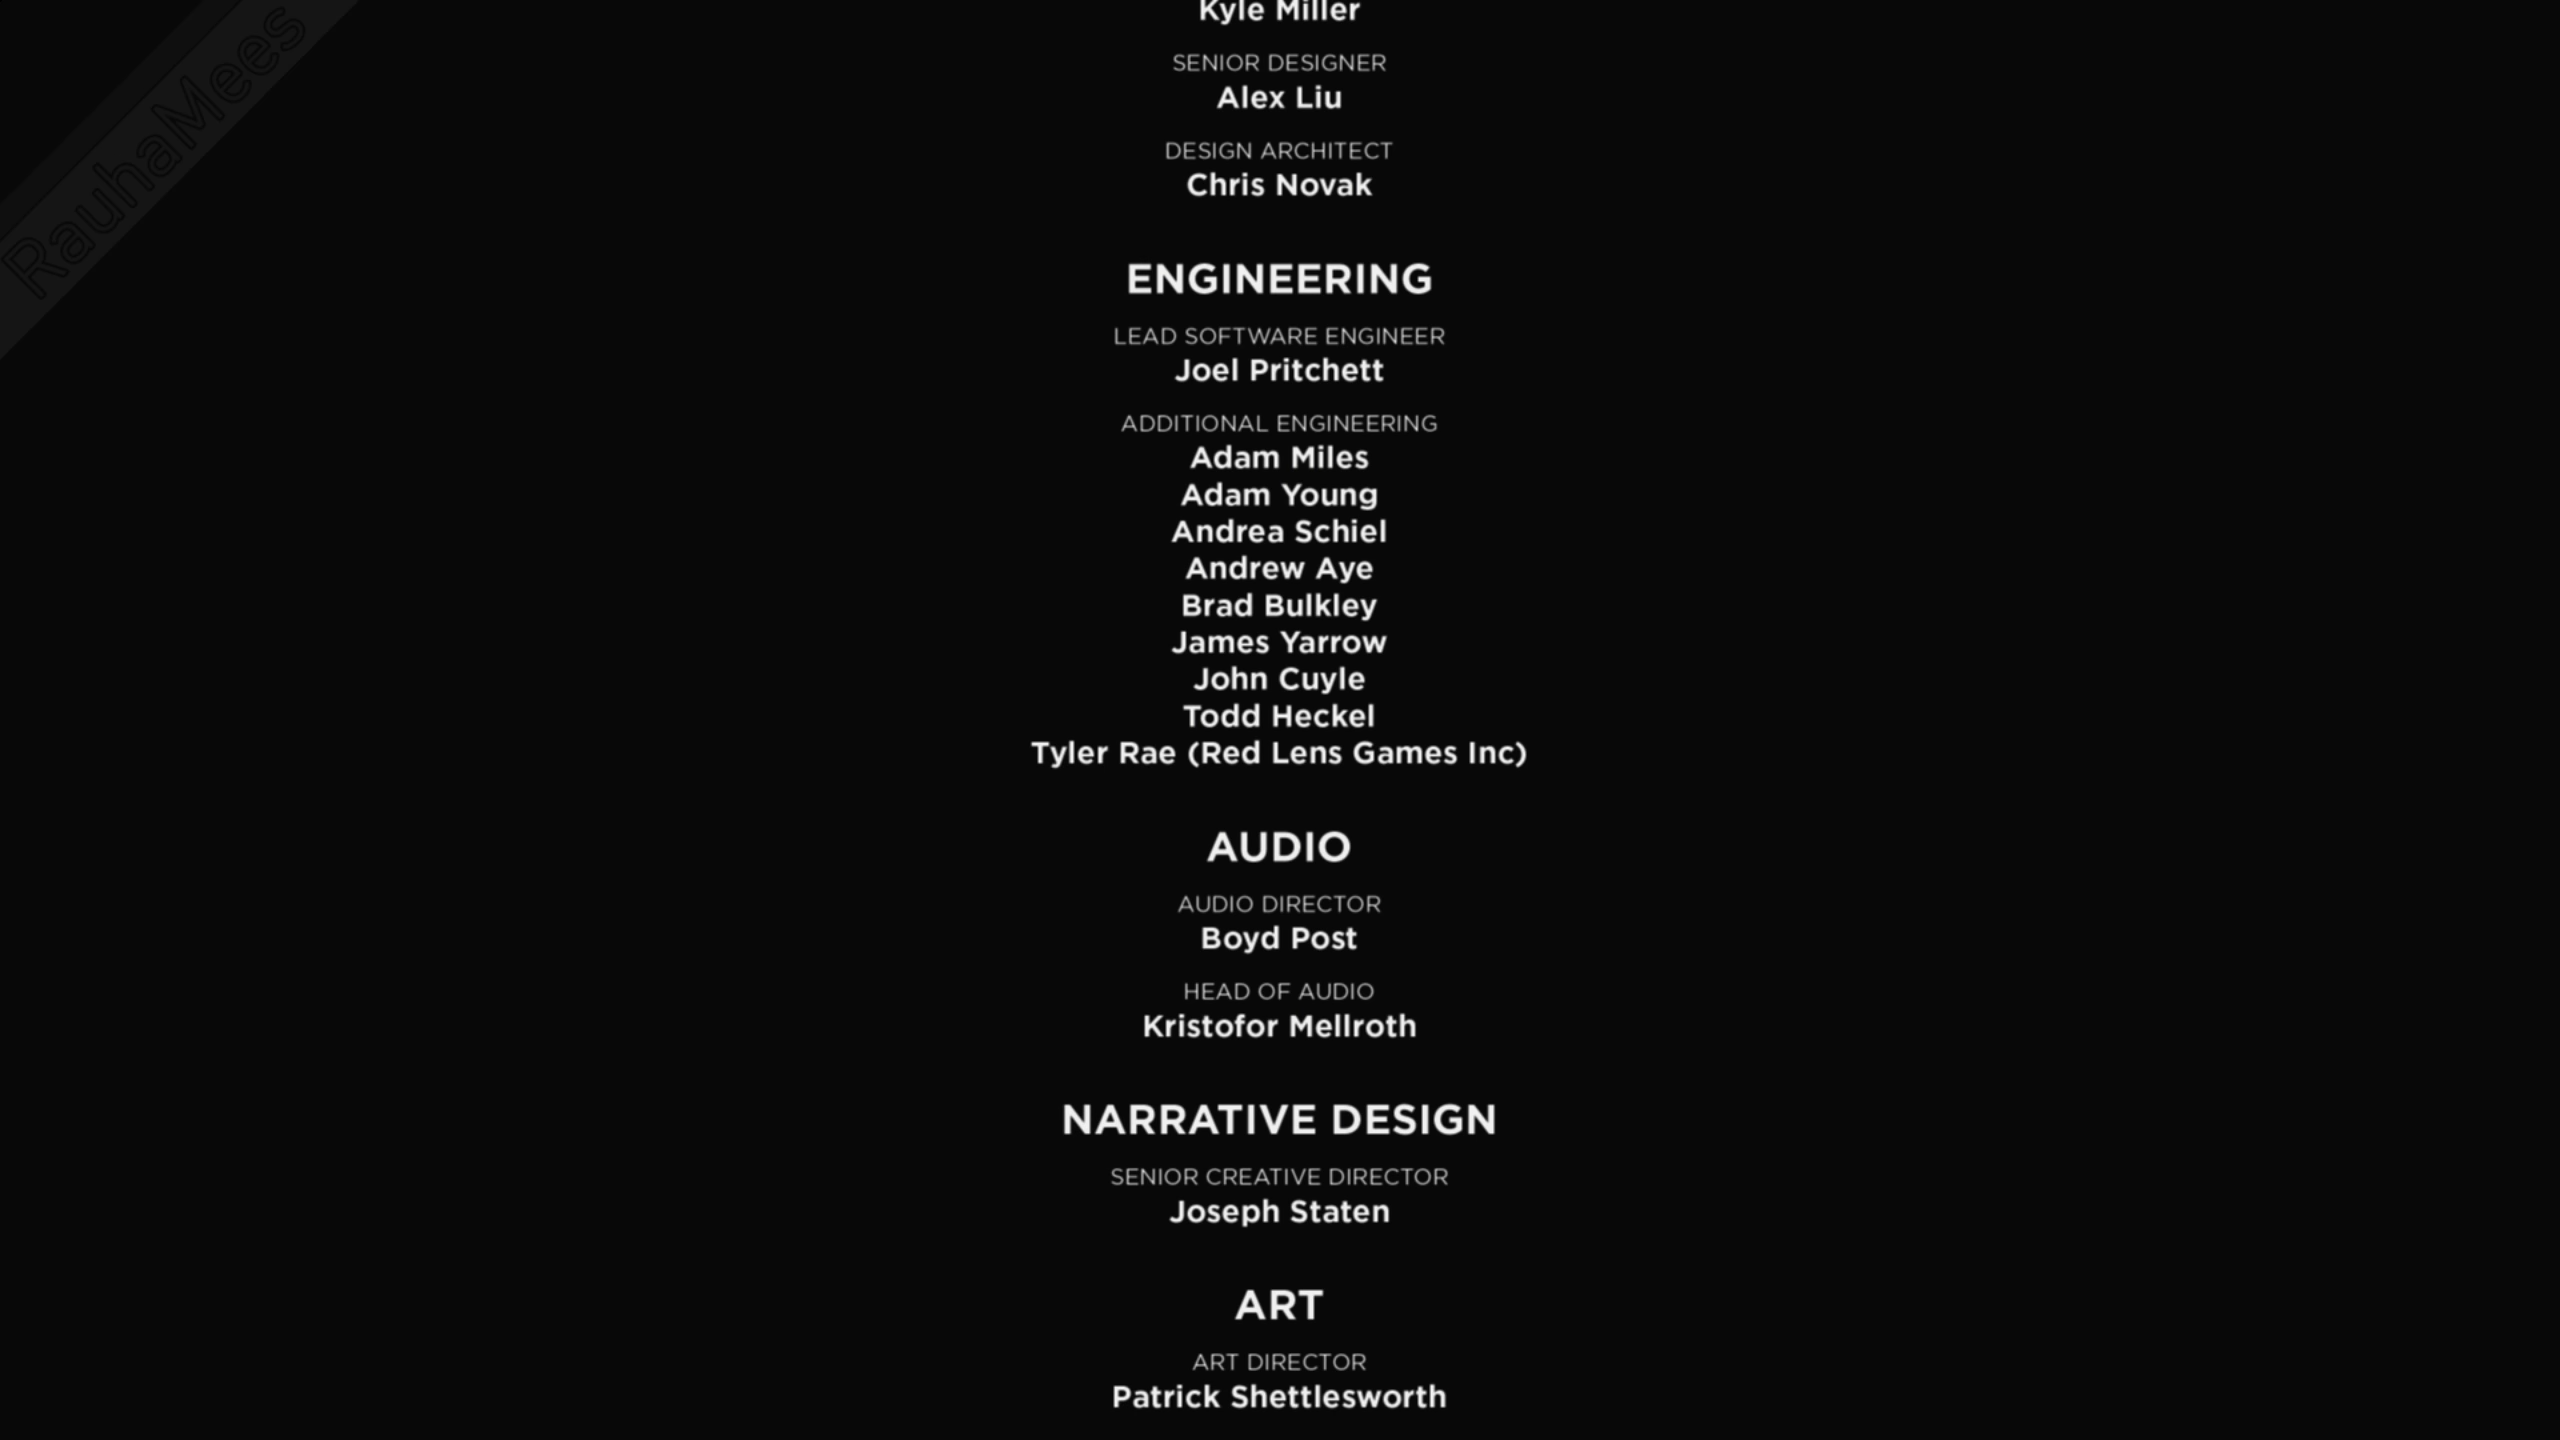 Kyle Miller
SENIOR DESIGNER
Alex Liu
DESIGN ARCHITECT
Chris Novak
ENGINEERING
LEAD SOFTWARE ENGINEER
Joel Pritchett
ADDITIONAL ENGINEERING
Adam Miles
Adam Young
Andrea Schiel
Andrew Aye
Brad Bulkley
James Yarrow
John Cuyle
Todd Heckel
Tyler Rae (Red Lens Games Inc)
AUDIO
AUDIO DIRECTOR
Boyd Post
HEAD OF AUDIO
Kristofor Mellroth
NARRATIVE DESIGN
SENIOR CREATIVE DIRECTOR
Joseph Staten
ART
ART DIRECTOR
Patrick Shettlesworth
RauhaMees